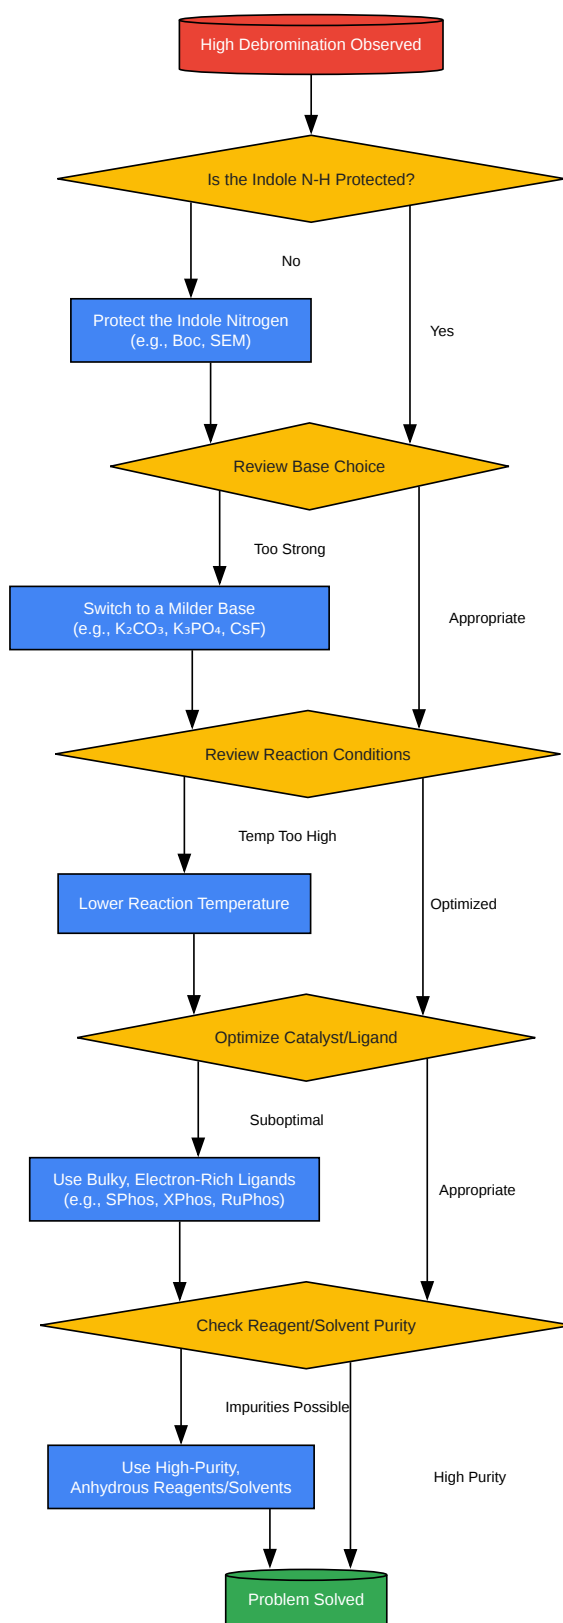 High Debromination Observed
Is the Indole N-H Protected?
No
Protect the Indole Nitrogen
(e.g., Boc, SEM)
Yes
Review Base Choice
Too Strong
Switch to a Milder Base
(e.g., K₂CO₃, K₃PO₄, CsF)
Appropriate
Review Reaction Conditions
Temp Too High
Lower Reaction Temperature
Optimized
Optimize Catalyst/Ligand
Suboptimal
Use Bulky, Electron-Rich Ligands
(e.g., SPhos, XPhos, RuPhos)
Appropriate
Check Reagent/Solvent Purity
Impurities Possible
Use High-Purity,
Anhydrous Reagents/Solvents
High Purity
Problem Solved